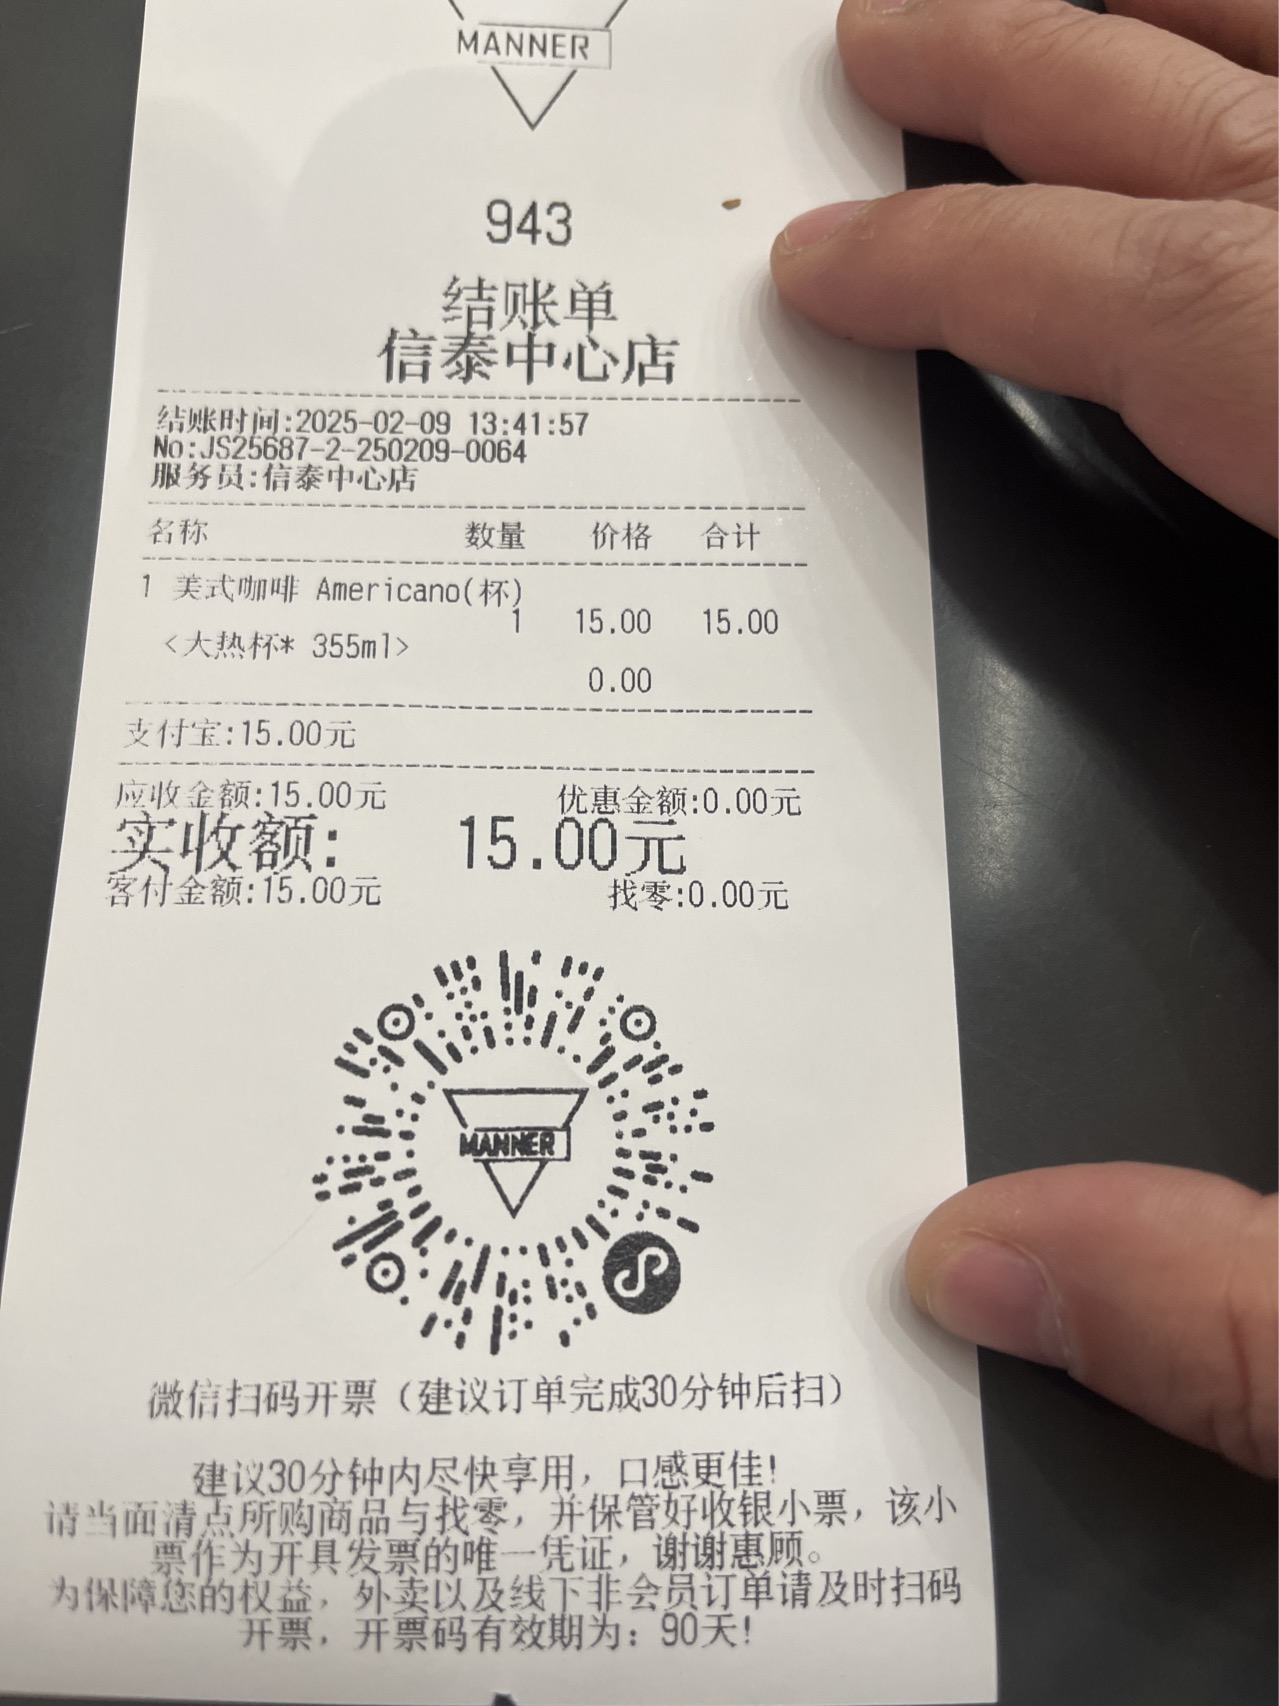 MANNER
943
结账单
信泰中心店
结账时间:2025-02-09 13:41:57
No:JS25687-2-250209-0064
服务员:信泰中心店
名称 数量 价格 合计
1 美式咖啡 Americano(杯)
1 15.00 15.00
<大热杯* 355ml>
0.00
支付宝:15.00元
应收金额:15.00元 优惠金额:0.00元
实收额: 15.00元
客付金额:15.00元 找零:0.00元
MANNER
微信扫码开票（建议订单完成30分钟后扫）
建议30分钟内尽快享用，口感更佳!
请当面清点所购商品与找零，并保管好收银小票，该小
票作为开具发票的唯一凭证，谢谢惠顾。
为保障您的权益，外卖以及线下非会员订单请及时扫码
开票，开票码有效期为：90天!